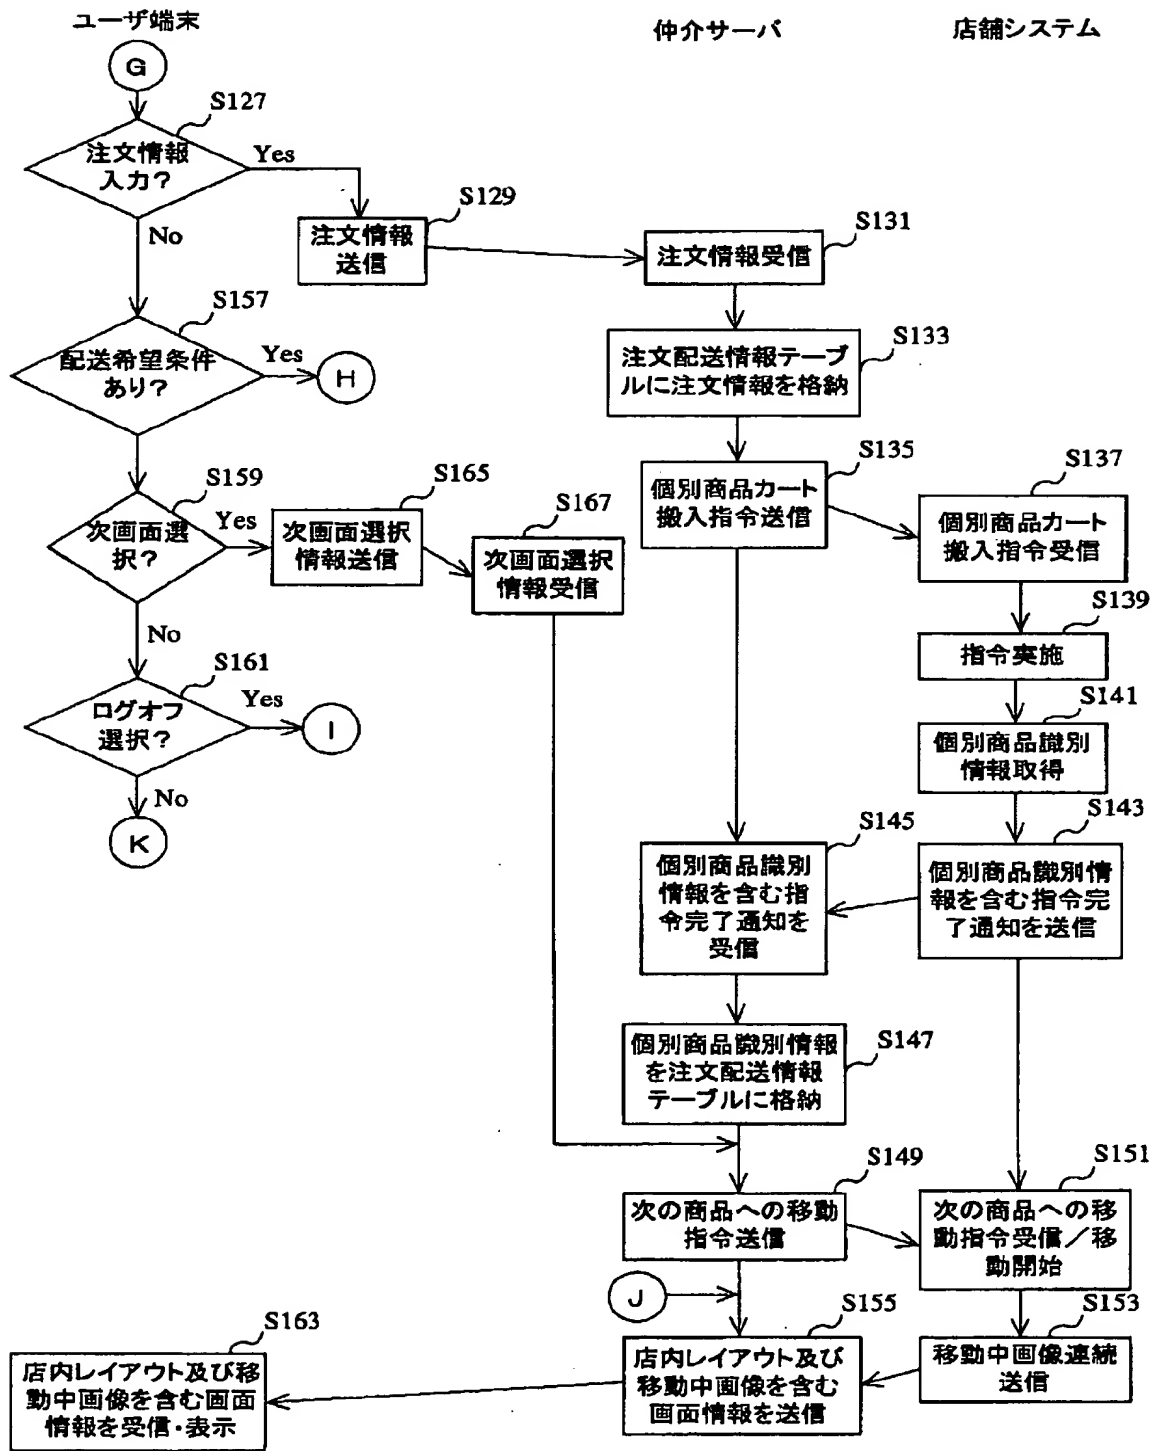 ユーザ端末
仲介サーバ
店舗システム
G
S127
注文情報
入力？
Yes
No
S129
注文情報
送信
S131
注文情報受信
S157
配送希望条件
あり？
Yes
H
S133
注文配送情報テーブ
ルに注文情報を格納
S135
個別商品カート
搬入指令送信
S137
個別商品カート
搬入指令受信
S159
次画面選
択？
Yes
No
S165
次画面選択
情報送信
S167
次画面選択
情報受信
S139
指令実施
S161
ログオフ
選択？
Yes
I
No
K
S141
個別商品識別
情報取得
S143
個別商品識別情
報を含む指令完
了通知を送信
S145
個別商品識別
情報を含む指
令完了通知を
受信
S147
個別商品識別情報
を注文配送情報
テーブルに格納
S149
次の商品への移動
指令送信
S151
次の商品への移
動指令受信／移
動開始
J
S153
移動中画像連続
送信
S155
店内レイアウト及び
移動中画像を含む
画面情報を送信
S163
店内レイアウト及び移
動中画像を含む画面
情報を受信・表示